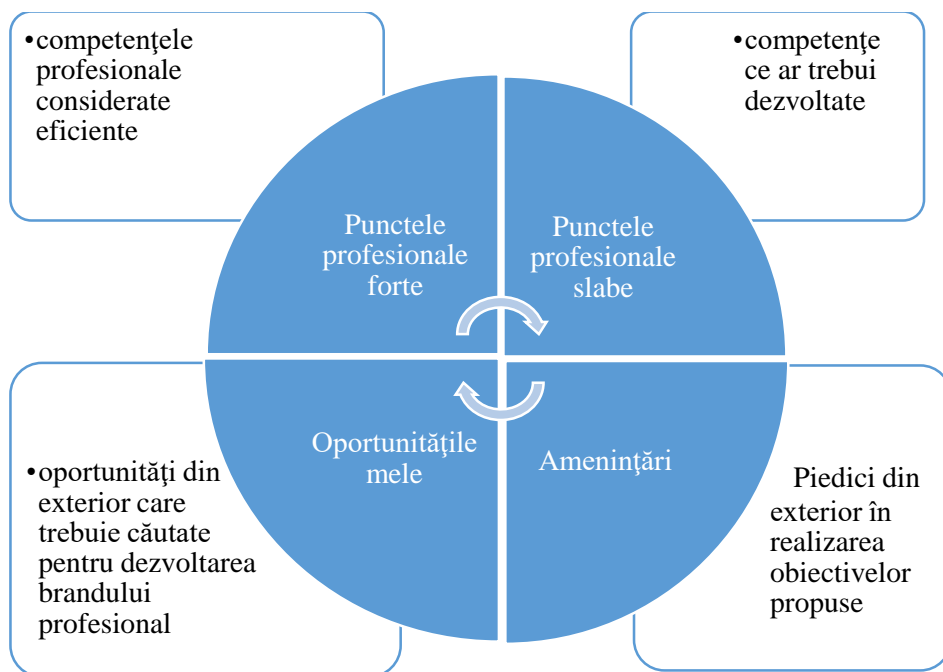 •competenţele
profesionale
considerate
eficiente
•competenţe
ce ar trebui
dezvoltate
Punctele
profesionale
forte
Punctele
profesionale
slabe
Oportunităţile
mele
Ameninţări
•oportunităţi din
exterior care
trebuie căutate
pentru dezvoltarea
brandului
profesional
Piedici din
exterior în
realizarea
obiectivelor
propuse